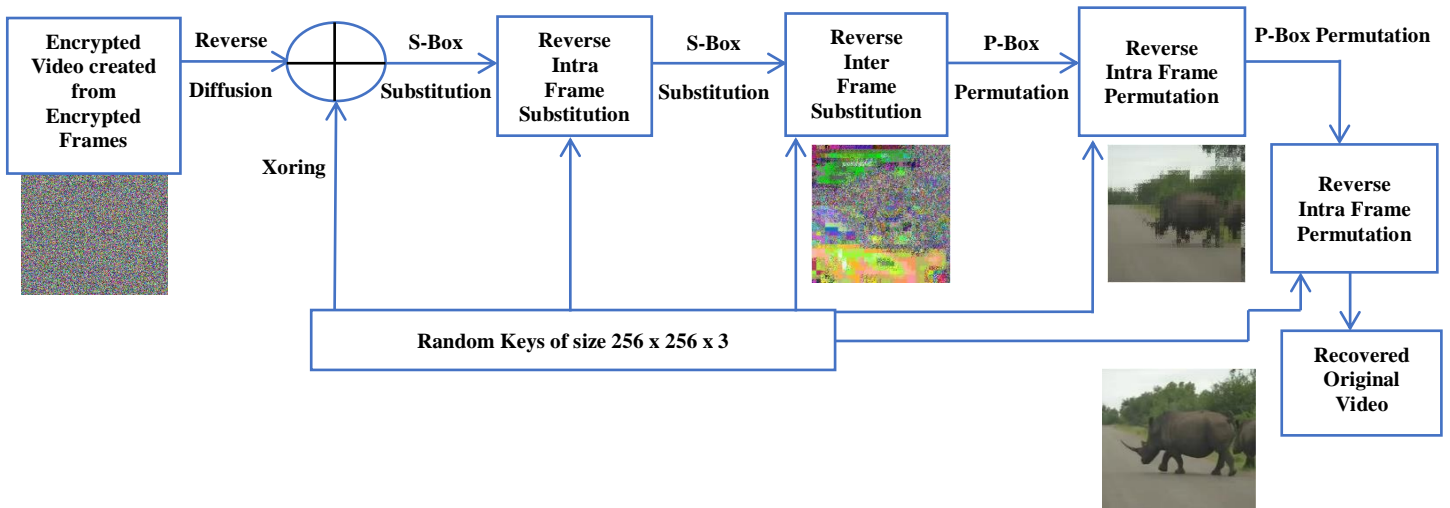 Encrypted
Video created
from
Encrypted
Frames
Reverse
Diffusion
Xoring
S-Box
Substitution
Reverse
Intra
Frame
Substitution
S-Box
Substitution
Reverse
Inter
Frame
Substitution
P-Box
Permutation
Reverse
Intra Frame
Permutation
P-Box Permutation
Reverse
Intra Frame
Permutation
Random Keys of size 256 x 256 x 3
Recovered
Original
Video